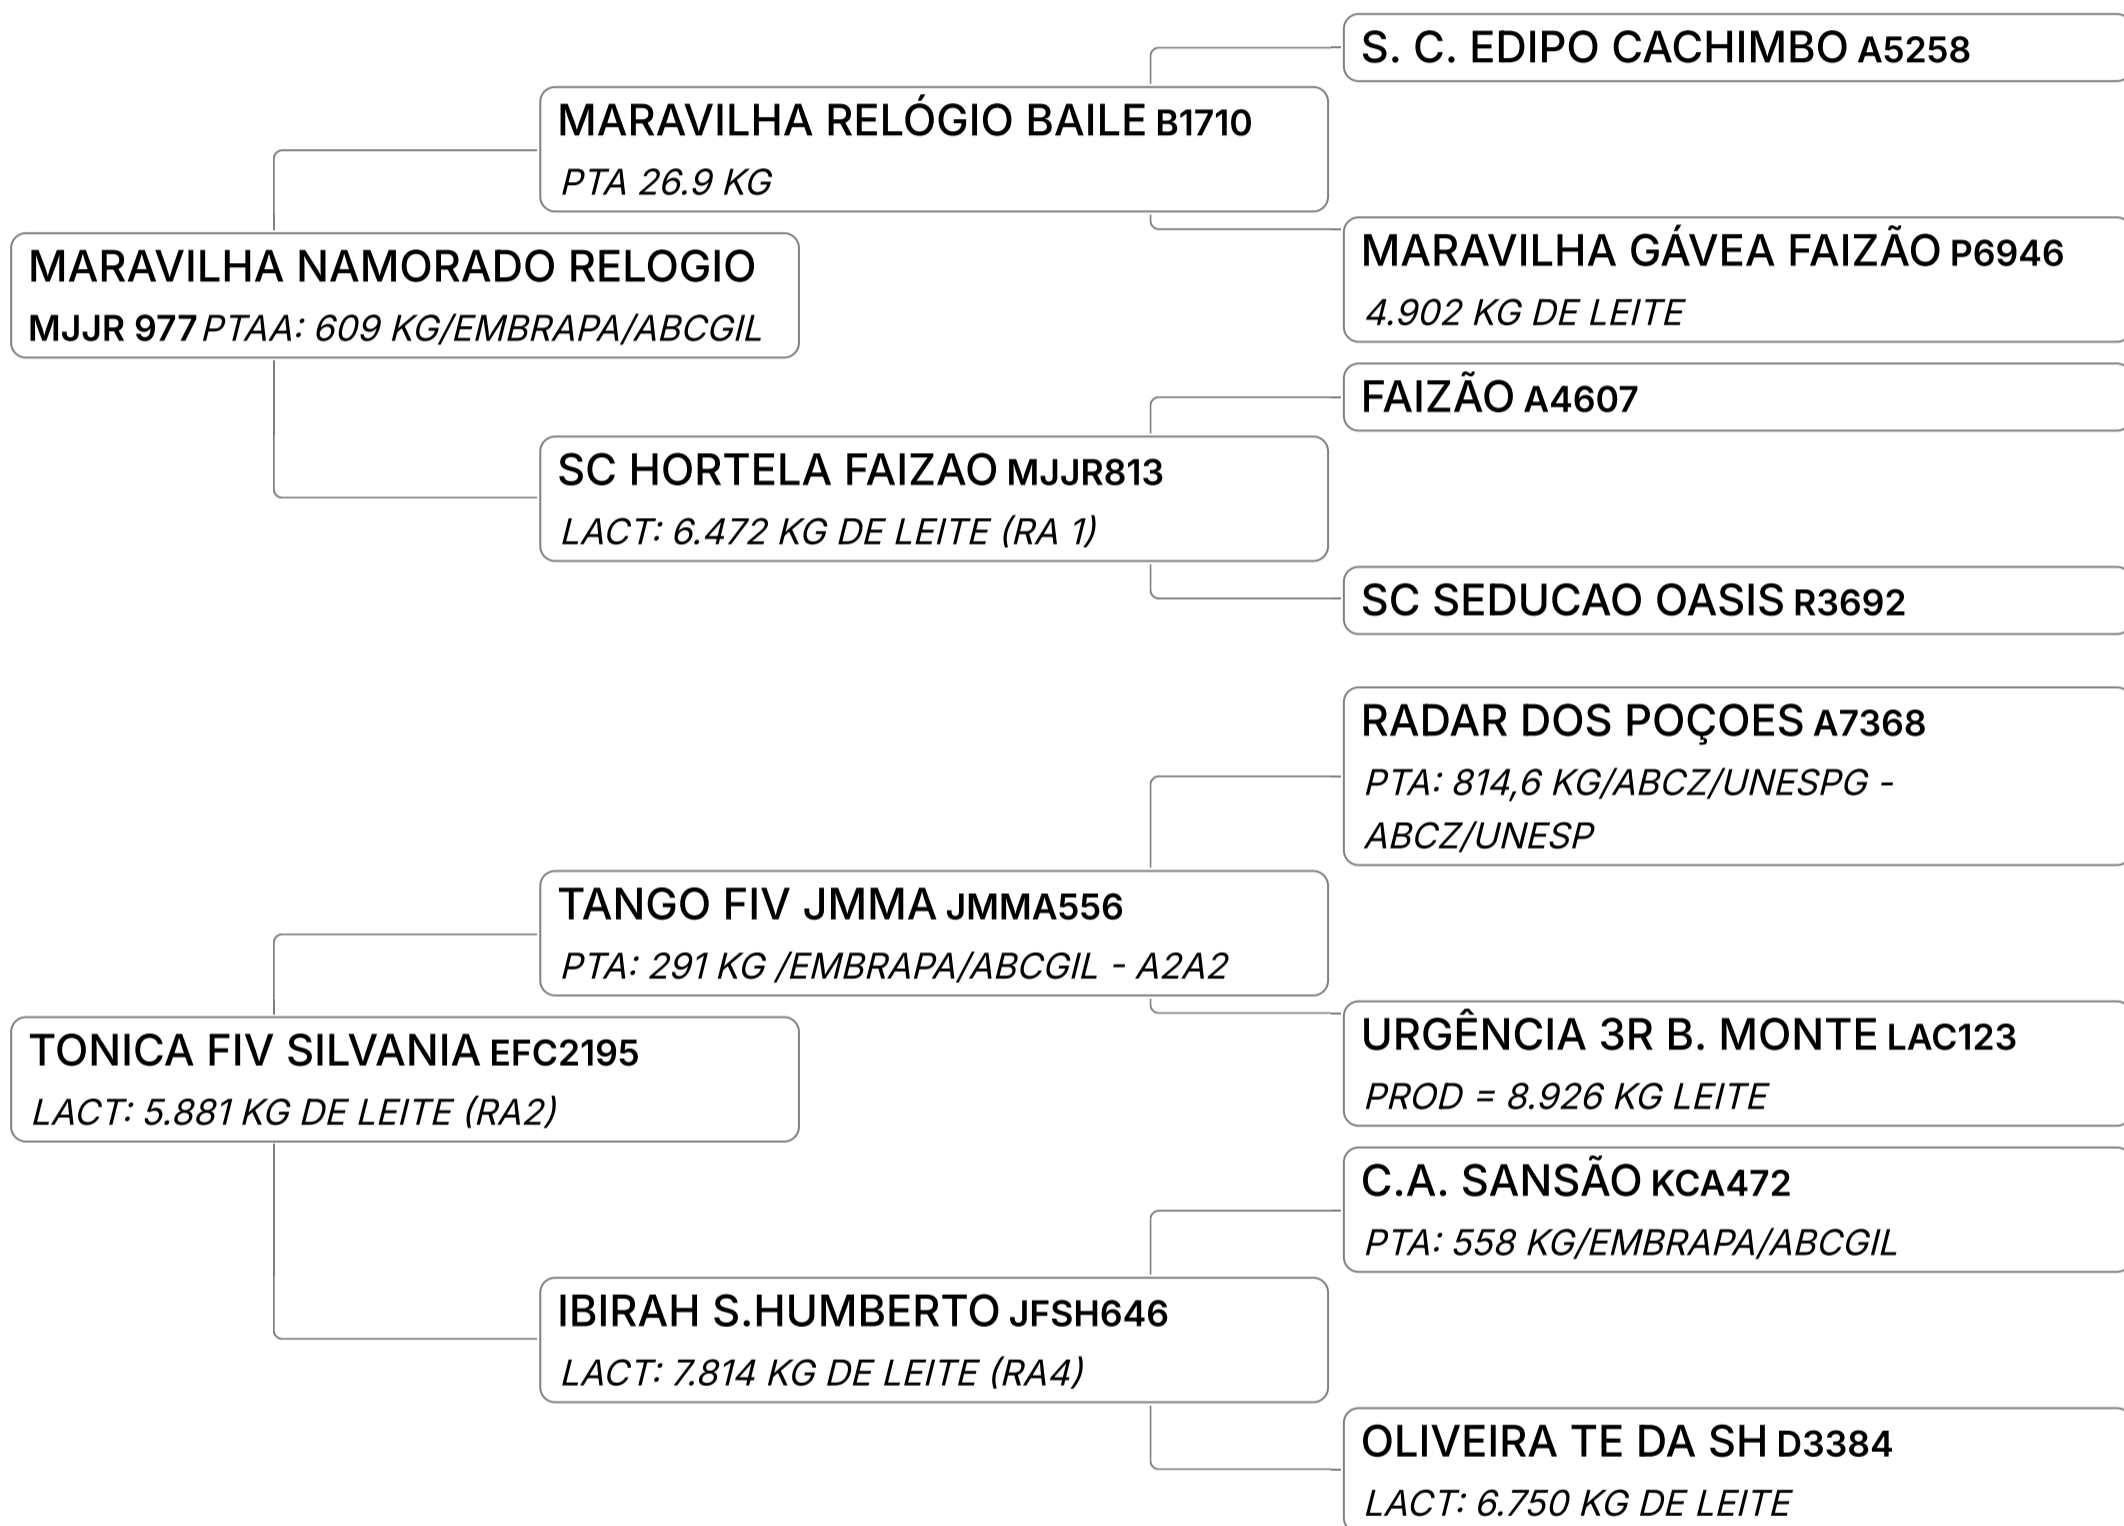 S. C. EDIPO CACHIMBO A5258
MARAVILHA RELÓGIO BAILE B1710
PTA 26.9 KG
MARAVILHA GÁVEA FAIZÃO P6946
4.902 KG DE LEITE
MARAVILHA NAMORADO RELOGIO
MJJR 977 PTAA: 609 KG/EMBRAPA/ABCGIL
FAIZÃO A4607
SC HORTELA FAIZAO MJJR813
LACT: 6.472 KG DE LEITE (RA 1)
SC SEDUCAO OASIS R3692
RADAR DOS POÇOES A7368
PTA: 814,6 KG/ABCZ/UNESPG -
ABCZ/UNESP
TANGO FIV JMMA JMMA556
PTA: 291 KG /EMBRAPA/ABCGIL - A2A2
URGÊNCIA 3R B. MONTE LAC123
PROD = 8.926 KG LEITE
TONICA FIV SILVANIA EFC2195
LACT: 5.881 KG DE LEITE (RA2)
C.A. SANSÃO KCA472
PTA: 558 KG/EMBRAPA/ABCGIL
IBIRAH S.HUMBERTO JFSH646
LACT: 7.814 KG DE LEITE (RA4)
OLIVEIRA TE DA SH D3384
LACT: 6.750 KG DE LEITE